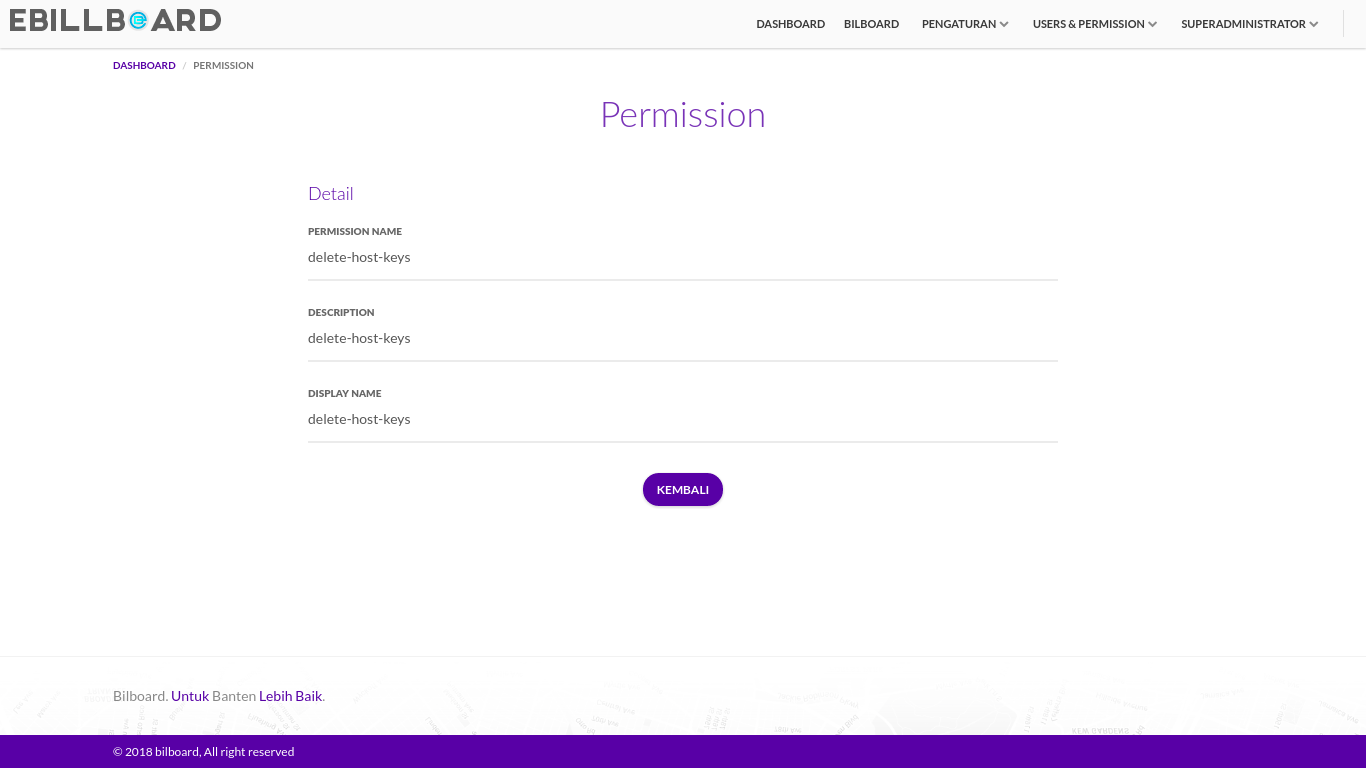 EBILLBOARD
DASHBOARD BILBOARD PENGATURAN USERS & PERMISSION SUPERADMINISTRATOR
DASHBOARD / PERMISSION
Permission
Detail
PERMISSION NAME
delete-host-keys
DESCRIPTION
delete-host-keys
DISPLAY NAME
delete-host-keys
KEMBALI
Bilboard. Untuk Banten Lebih Baik.
© 2018 bilboard, All right reserved